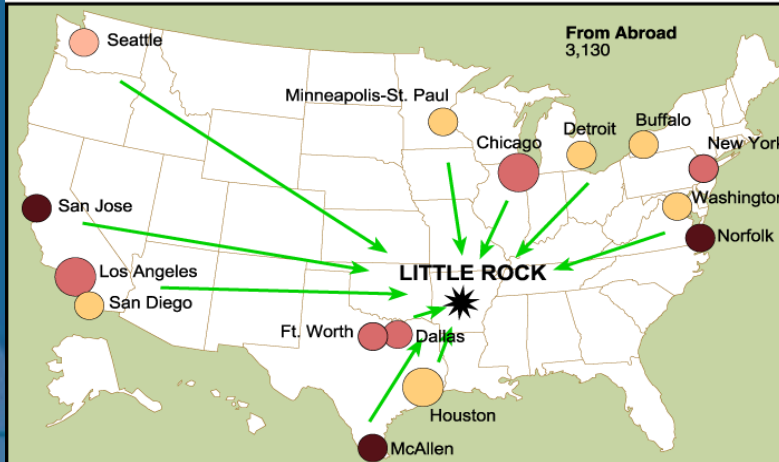 From Abroad
3,130
Seattle
Minneapolis-St. Paul
Chicago
Detroit
Buffalo
New York
San Jose
Washington
Norfolk
Los Angeles
San Diego
LITTLE ROCK
Ft. Worth
Dallas
Houston
McAllen